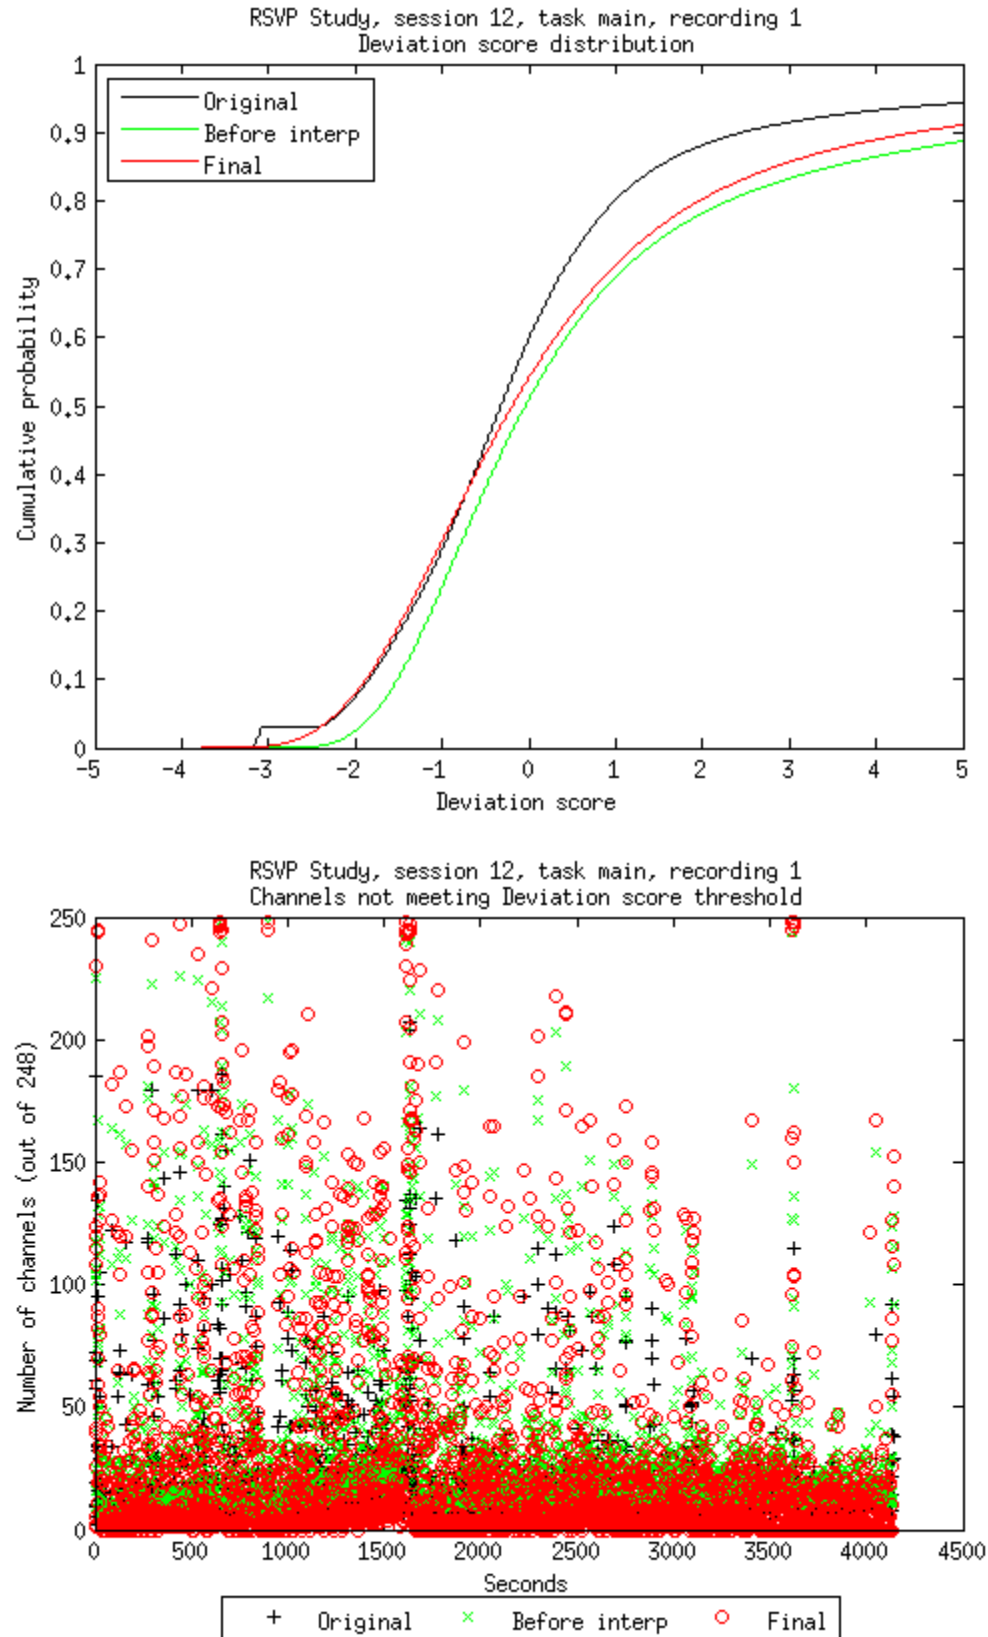 RSVP Study, session 12, task main, recording 1
Deviation score distribution
1
0.9
0.8
0.7
0.6
0.5
0.4
0.3
0.2
0.1
0
Cumulative probability
Original
Before interp
Final
-5 -4 -3 -2 -1 0 1 2 3 4 5
Deviation score
RSVP Study, session 12, task main, recording 1
Channels not meeting Deviation score threshold
250
200
150
100
50
0
Number of channels (out of 248)
0 500 1000 1500 2000 2500 3000 3500 4000 4500
Seconds
Original Before interp Final